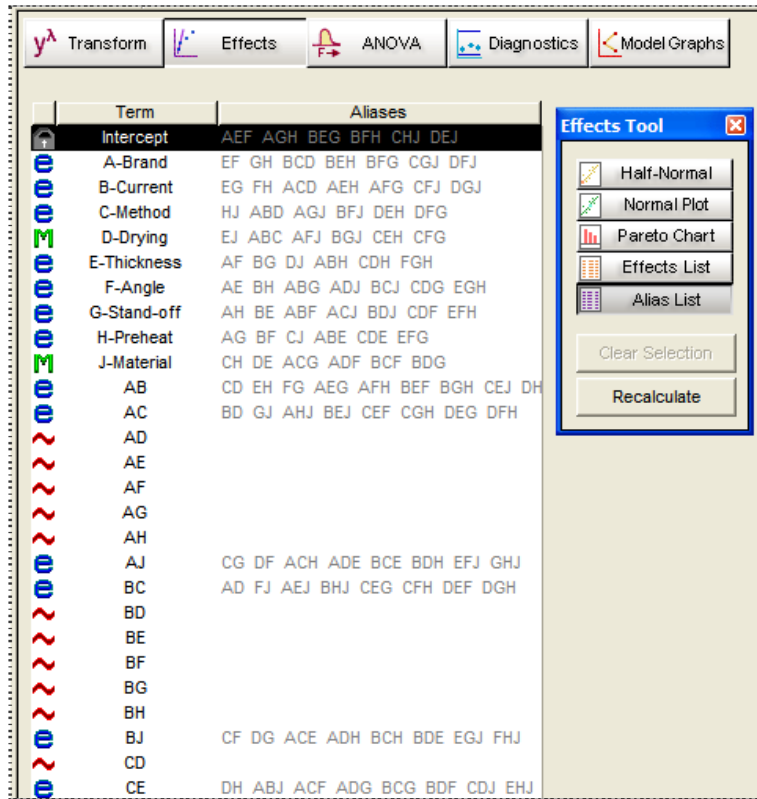 yλ Transform Effects F ANOVA Diagnostics Model Graphs
Term Aliases
Intercept AEF AGH BEG BFH CHJ DEJ
A-Brand EF GH BCD BEH BFG CGJ DFJ
B-Current EG FH ACD AEH AFG CFJ DGJ
C-Method HJ ABD AGJ BFJ DEH DFG
D-Drying EJ ABC AFJ BGJ CEH CFG
E-Thickness AF BG DJ ABH CDH FGH
F-Angle AE BH ABG ADJ BCJ CDG EGH
G-Stand-off AH BE ABF ACJ BDJ CDF EFH
H-Preheat AG BF CJ ABE CDE EFG
J-Material CH DE ACG ADF BCF BDG
AB CD EH FG AEG AFH BEF BGH CEJ DH
AC BD GJ AHJ BEJ CEF CGH DEG DFH
AD
AE
AF
AG
AH
AJ CG DF ACH ADE BCE BDH EFJ GHJ
BC AD FJ AEJ BHJ CEG CFH DEF DGH
BD
BE
BF
BG
BH
BJ CF DG ACE ADH BCH BDE EGJ FHJ
CD
CE DH ABJ ACF ADG BCG BDF CDJ EHJ
Effects Tool
Half-Normal
Normal Plot
Pareto Chart
Effects List
Alias List
Clear Selection
Recalculate